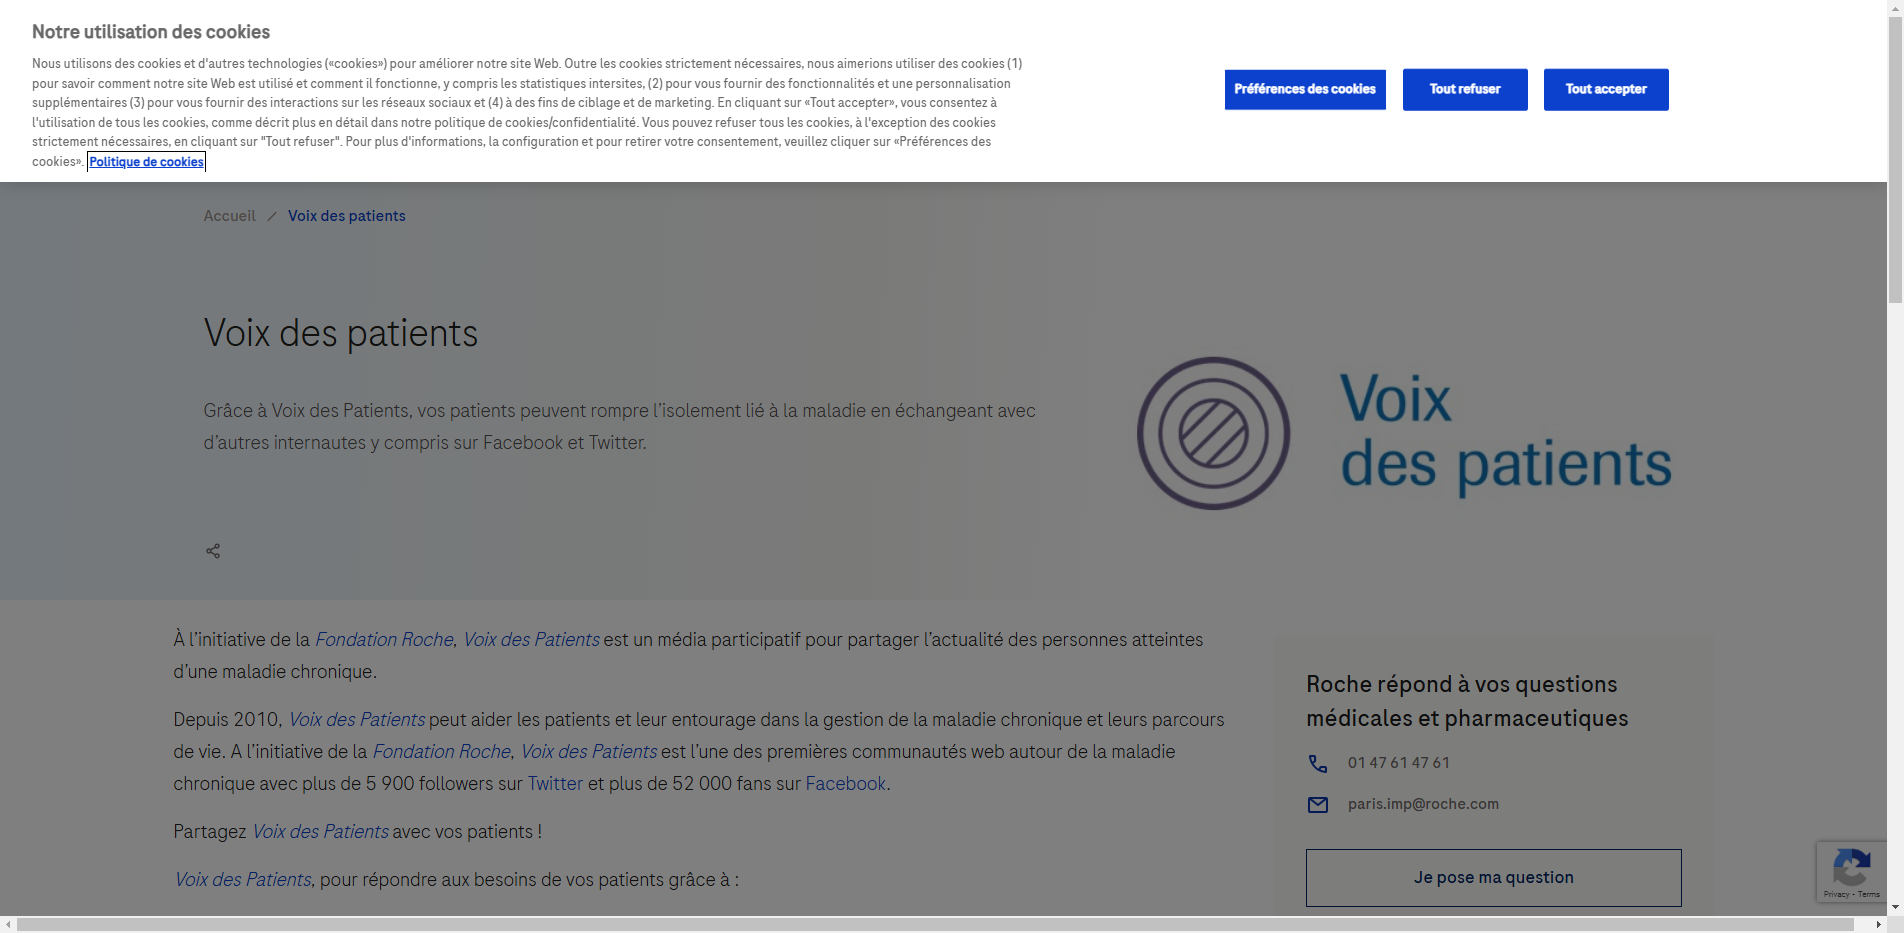 Notre utilisation des cookies
Nous utilisons des cookies et d'autres technologies («cookies») pour améliorer notre site Web. Outre les cookies strictement nécessaires, nous aimerions utiliser des cookies (1)
pour savoir comment notre site Web est utilisé et comment il fonctionne, y compris les statistiques intersites, (2) pour vous fournir des fonctionnalités et une personnalisation
supplémentaires (3) pour vous fournir des interactions sur les réseaux sociaux et (4) à des fins de ciblage et de marketing. En cliquant sur «Tout accepter», vous consentez à
l'utilisation de tous les cookies, comme décrit plus en détail dans notre politique de cookies/confidentialité. Vous pouvez refuser tous les cookies, à l'exception des cookies
strictement nécessaires, en cliquant sur "Tout refuser". Pour plus d'informations, la configuration et pour retirer votre consentement, veuillez cliquer sur «Préférences des
cookies». Politique de cookies
Préférences des cookies
Tout refuser
Tout accepter
Accueil / Voix des patients
Voix des patients
Grâce à Voix des Patients, vos patients peuvent rompre l’isolement lié à la maladie en échangeant avec
d’autres internautes y compris sur Facebook et Twitter.
Voix
des patients
À l’initiative de la Fondation Roche, Voix des Patients est un média participatif pour partager l’actualité des personnes atteintes
d’une maladie chronique.
Depuis 2010, Voix des Patients peut aider les patients et leur entourage dans la gestion de la maladie chronique et leurs parcours
de vie. A l’initiative de la Fondation Roche, Voix des Patients est l’une des premières communautés web autour de la maladie
chronique avec plus de 5 900 followers sur Twitter et plus de 52 000 fans sur Facebook.
Partagez Voix des Patients avec vos patients !
Voix des Patients, pour répondre aux besoins de vos patients grâce à :
Roche répond à vos questions
médicales et pharmaceutiques
01 47 61 47 61
paris.imp@roche.com
Je pose ma question
Privacy - Terms